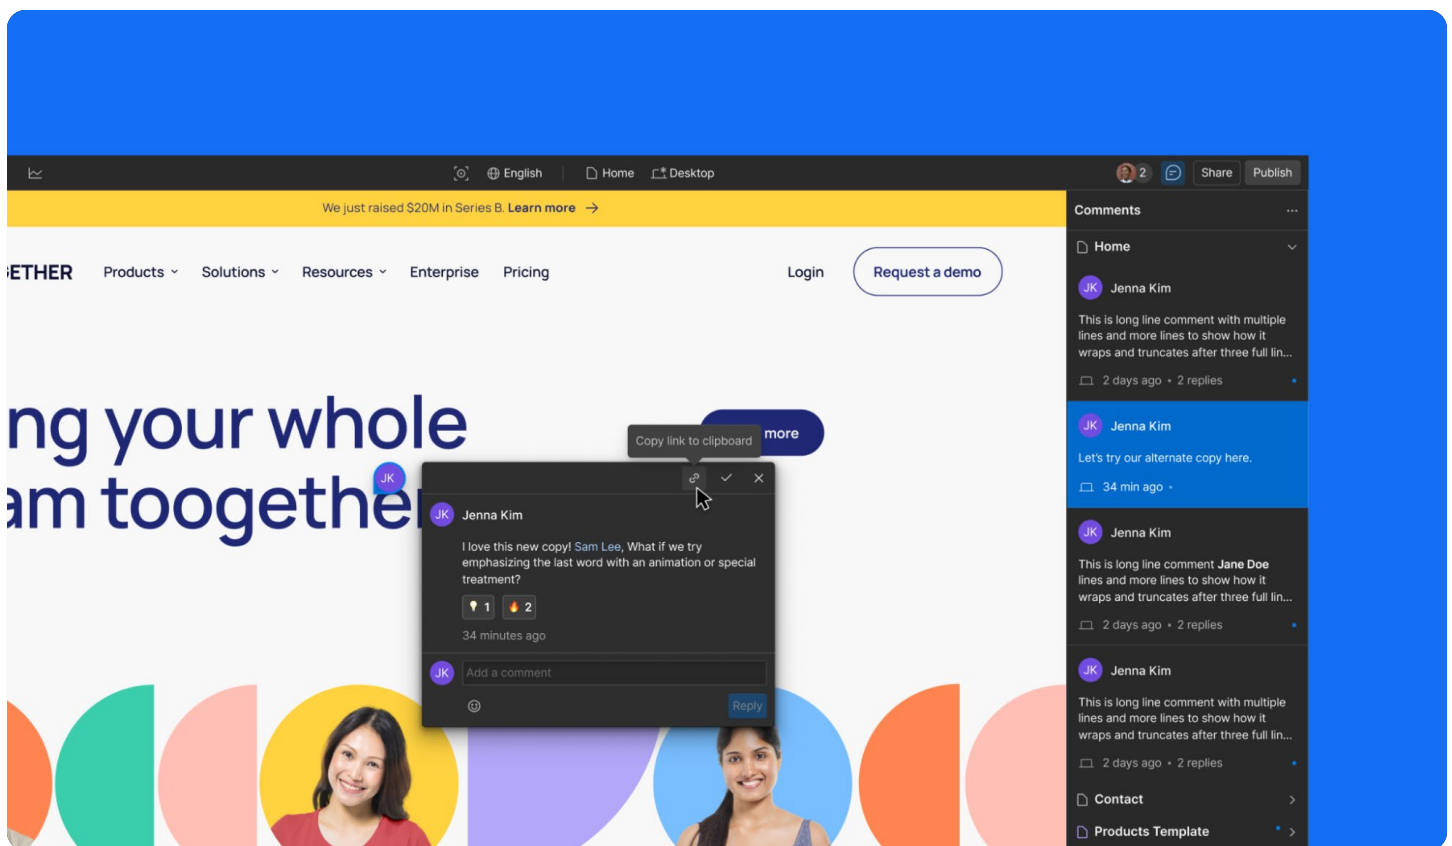 English
Home
Desktop
2
Share
Publish
We just raised $20M in Series B. Learn more
ETHER
Products
Solutions
Resources
Enterprise
Pricing
Login
Request a demo
ng your whole
am toogethe
more
Copy link to clipboard
JK
JK
Jenna Kim
I love this new copy! Sam Lee, What if we try
emphasizing the last word with an animation or special
treatment?
1
2
34 minutes ago
JK
Add a comment
Reply
Comments
Home
JK
Jenna Kim
This is long line comment with multiple
lines and more lines to show how it
wraps and truncates after three full lin...
2 days ago • 2 replies
JK
Jenna Kim
Let's try our alternate copy here.
34 min ago •
JK
Jenna Kim
This is long line comment Jane Doe
lines and more lines to show how it
wraps and truncates after three full lin...
2 days ago • 2 replies
JK
Jenna Kim
This is long line comment with multiple
lines and more lines to show how it
wraps and truncates after three full lin...
2 days ago • 2 replies
Contact
Products Template